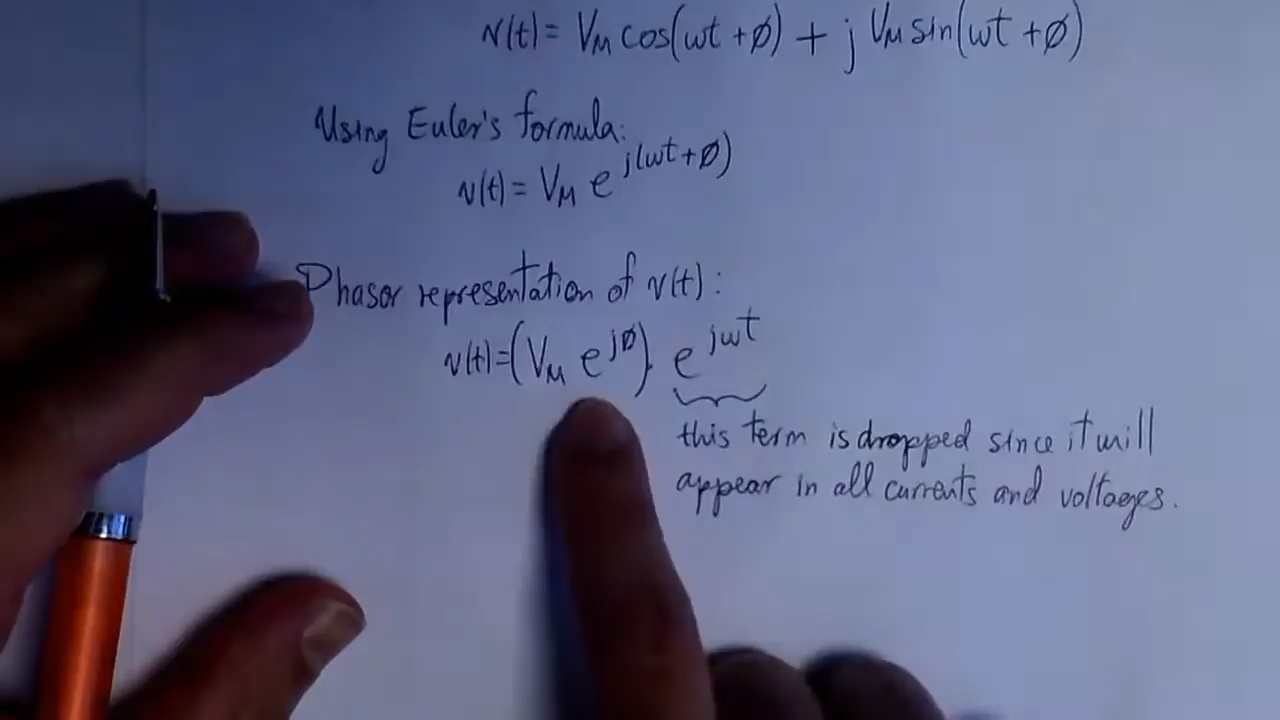 v(t) = V_M cos(ωt + ø) + j V_M sin(ωt + ø)
Using Euler's formula:
v(t) = V_M e^{j(ωt + ø)}
Phasor representation of v(t):
v(t) = (V_M e^{jø}) · e^{jωt}
this term is dropped since it will
appear in all currents and voltages.